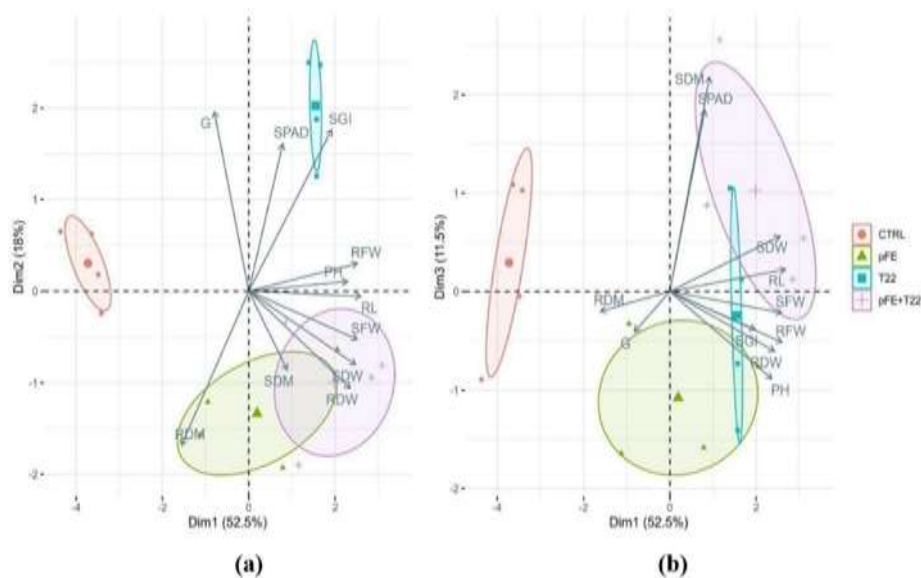 G
SPAD
SGI
RFW
PH
RL
SFW
SDM
SDW
RDW
RDM
2
1
0
-1
-2
-4
-2
0
2
4
Dim2 (18%)
Dim1 (52.5%)
(a)
SDM
SPAD
SDW
RL
RDM
SFW
G
SGI
RFW
RDW
PH
2
1
0
-1
-2
-4
-2
0
2
Dim3 (11.5%)
Dim1 (52.5%)
(b)
CTRL
pFE
T22
pFE+T22